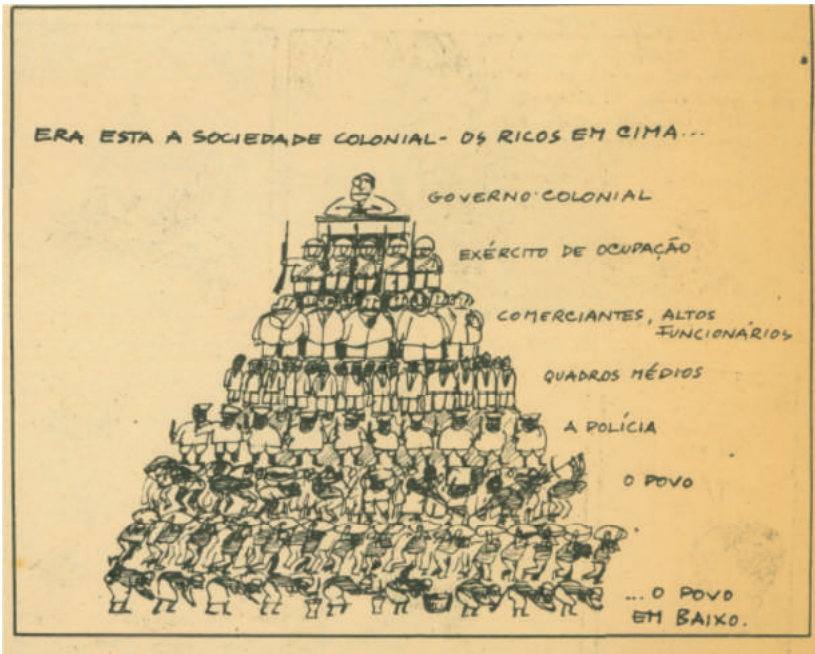 ERA ESTA A SOCIEDADE COLONIAL - OS RICOS EM CIMA...
GOVERNO COLONIAL
EXÉRCITO DE OCUPAÇÃO
COMERCIANTES, ALTOS
FUNCIONÁRIOS
QUADROS MÉDIOS
A POLÍCIA
O POVO
...O POVO
EM BAIXO.